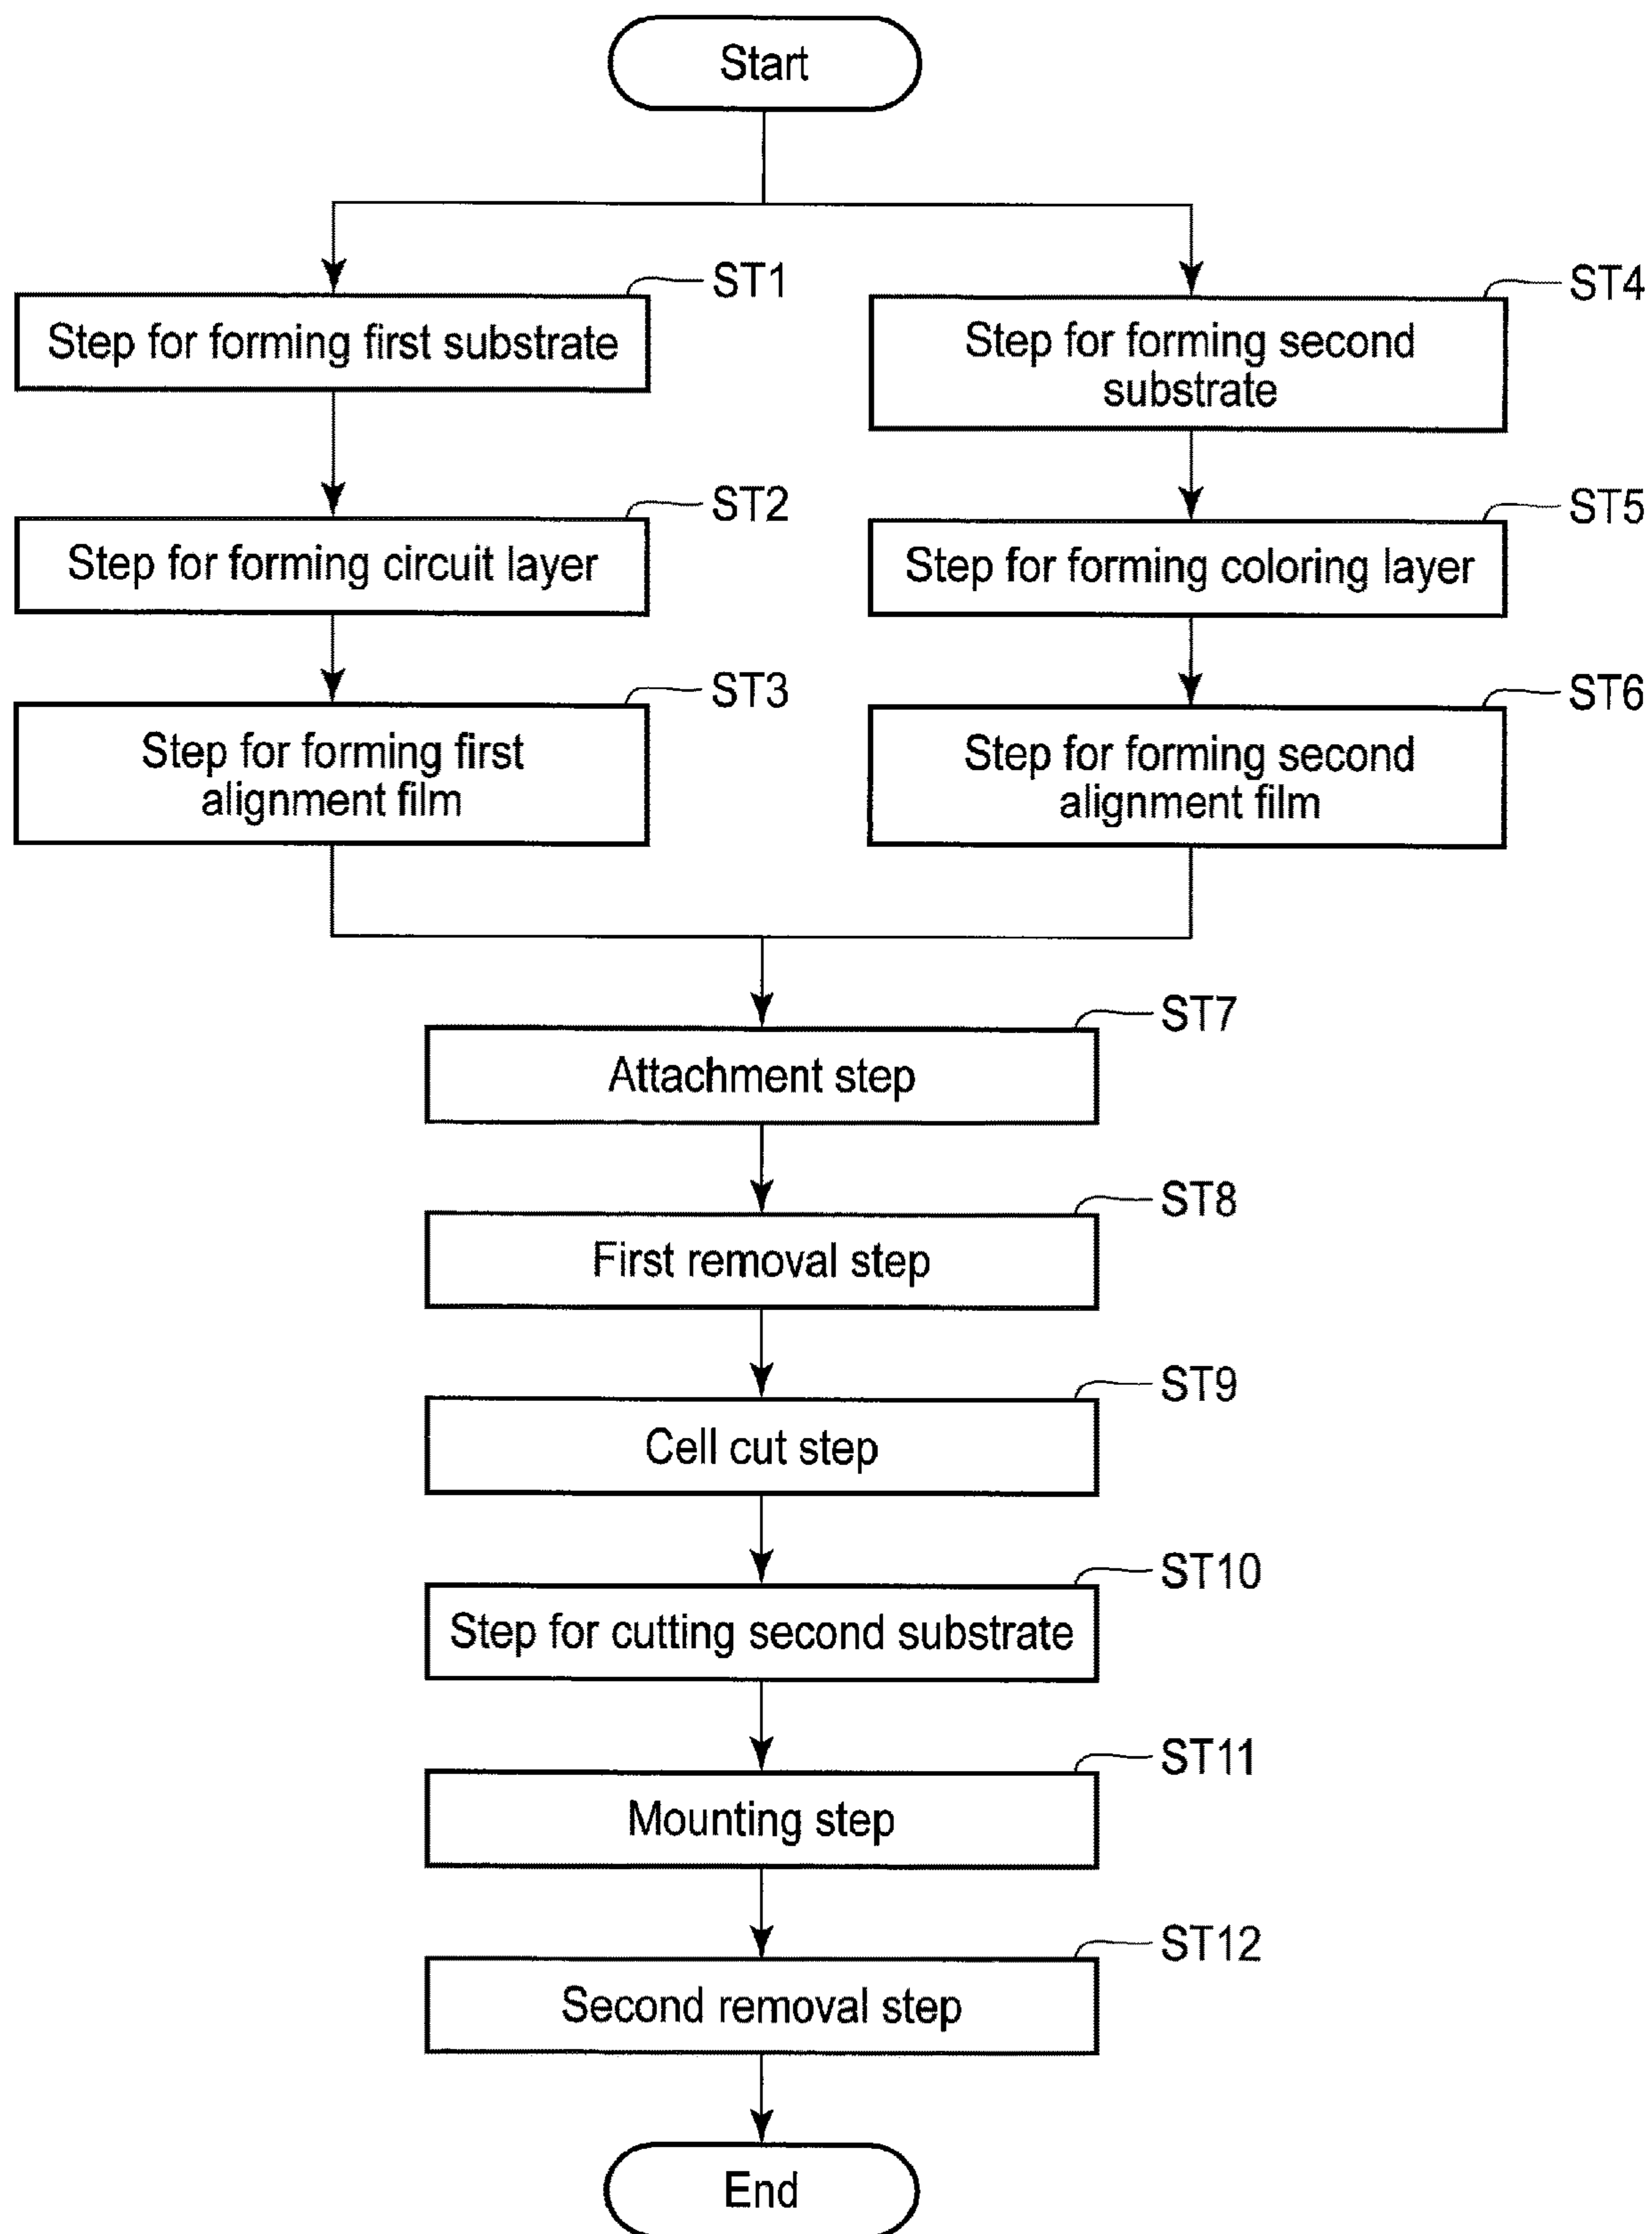 Start
ST1
Step for forming first substrate
ST2
Step for forming circuit layer
ST3
Step for forming first
alignment film
ST4
Step for forming second
substrate
ST5
Step for forming coloring layer
ST6
Step for forming second
alignment film
ST7
Attachment step
ST8
First removal step
ST9
Cell cut step
ST10
Step for cutting second substrate
ST11
Mounting step
ST12
Second removal step
End